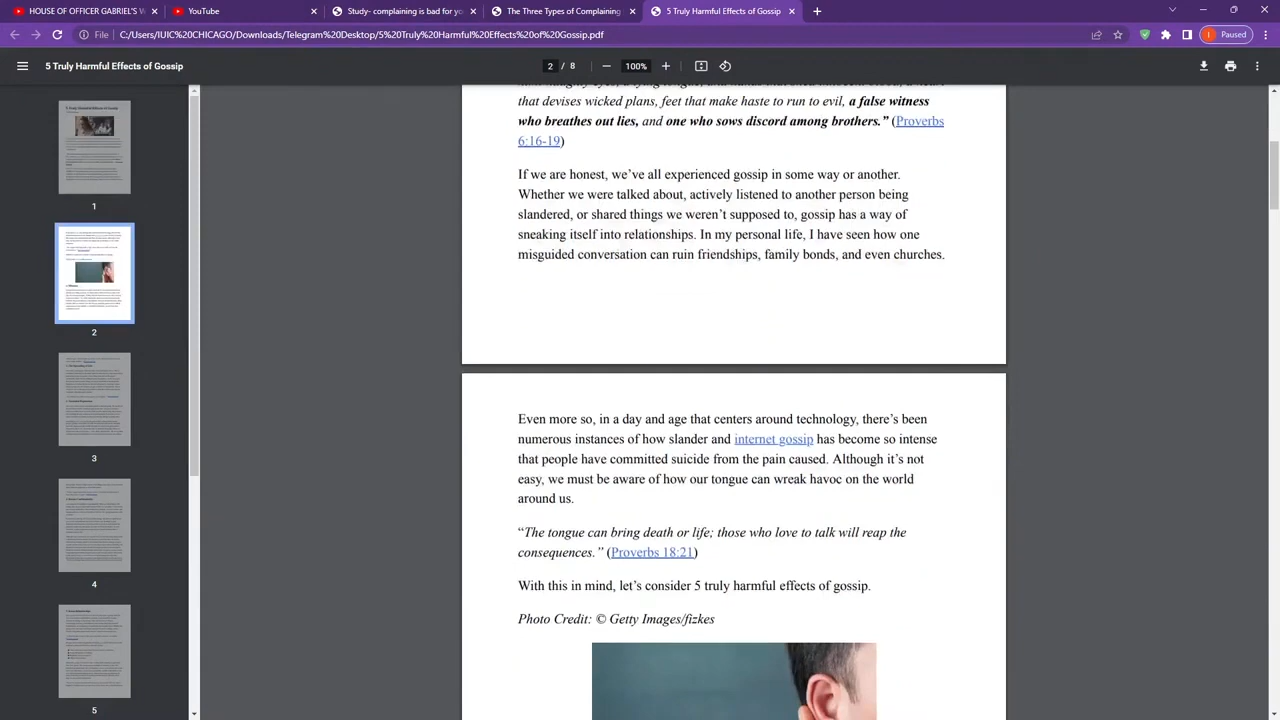 HOUSE OF OFFICER GABRIEL'S W
YouTube
Study- complaining is bad for yo
The Three Types of Complaining
5 Truly Harmful Effects of Gossip
File
C:/Users/IUIC%20CHICAGO/Downloads/Telegram%20Desktop/5%20Truly%20Harmful%20Effects%20of%20Gossip.pdf
I
Paused
5 Truly Harmful Effects of Gossip
2 / 8
100%
that devises wicked plans, feet that make haste to run to evil, a false witness
who breathes out lies, and one who sows discord among brothers.” (Proverbs
6:16-19)
If we are honest, we’ve all experienced gossip in some way or another.
Whether we were talked about, actively listened to another person being
slandered, or shared things we weren’t supposed to, gossip has a way of
sneaking itself into relationships. In my personal life, I have seen how one
misguided conversation can ruin friendships, family bonds, and even churches.
Even more so, in a day and age that centers around technology, there’s been
numerous instances of how slander and internet gossip has become so intense
that people have committed suicide from the pain caused. Although it’s not
easy, we must be aware of how our tongue can wreak havoc on the world
around us.
“The tongue can bring death or life; those who love to talk will reap the
consequences.” (Proverbs 18:21)
With this in mind, let’s consider 5 truly harmful effects of gossip.
Photo Credit: © Getty Images/fizkes
1
2
3
4
5